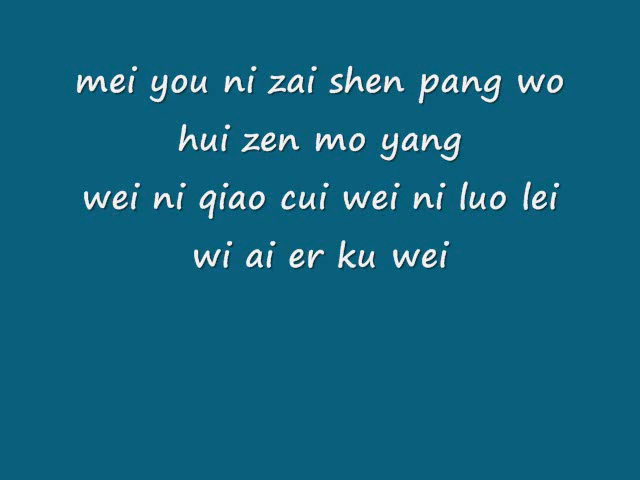 mei you ni zai shen pang wo
hui zen mo yang
wei ni qiao cui wei ni luo lei
wi ai er ku wei